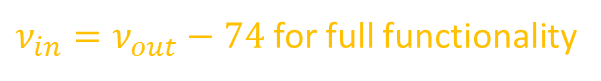 𝜈𝑖𝑛 = 𝜈𝑜𝑢𝑡 − 74 for full functionality